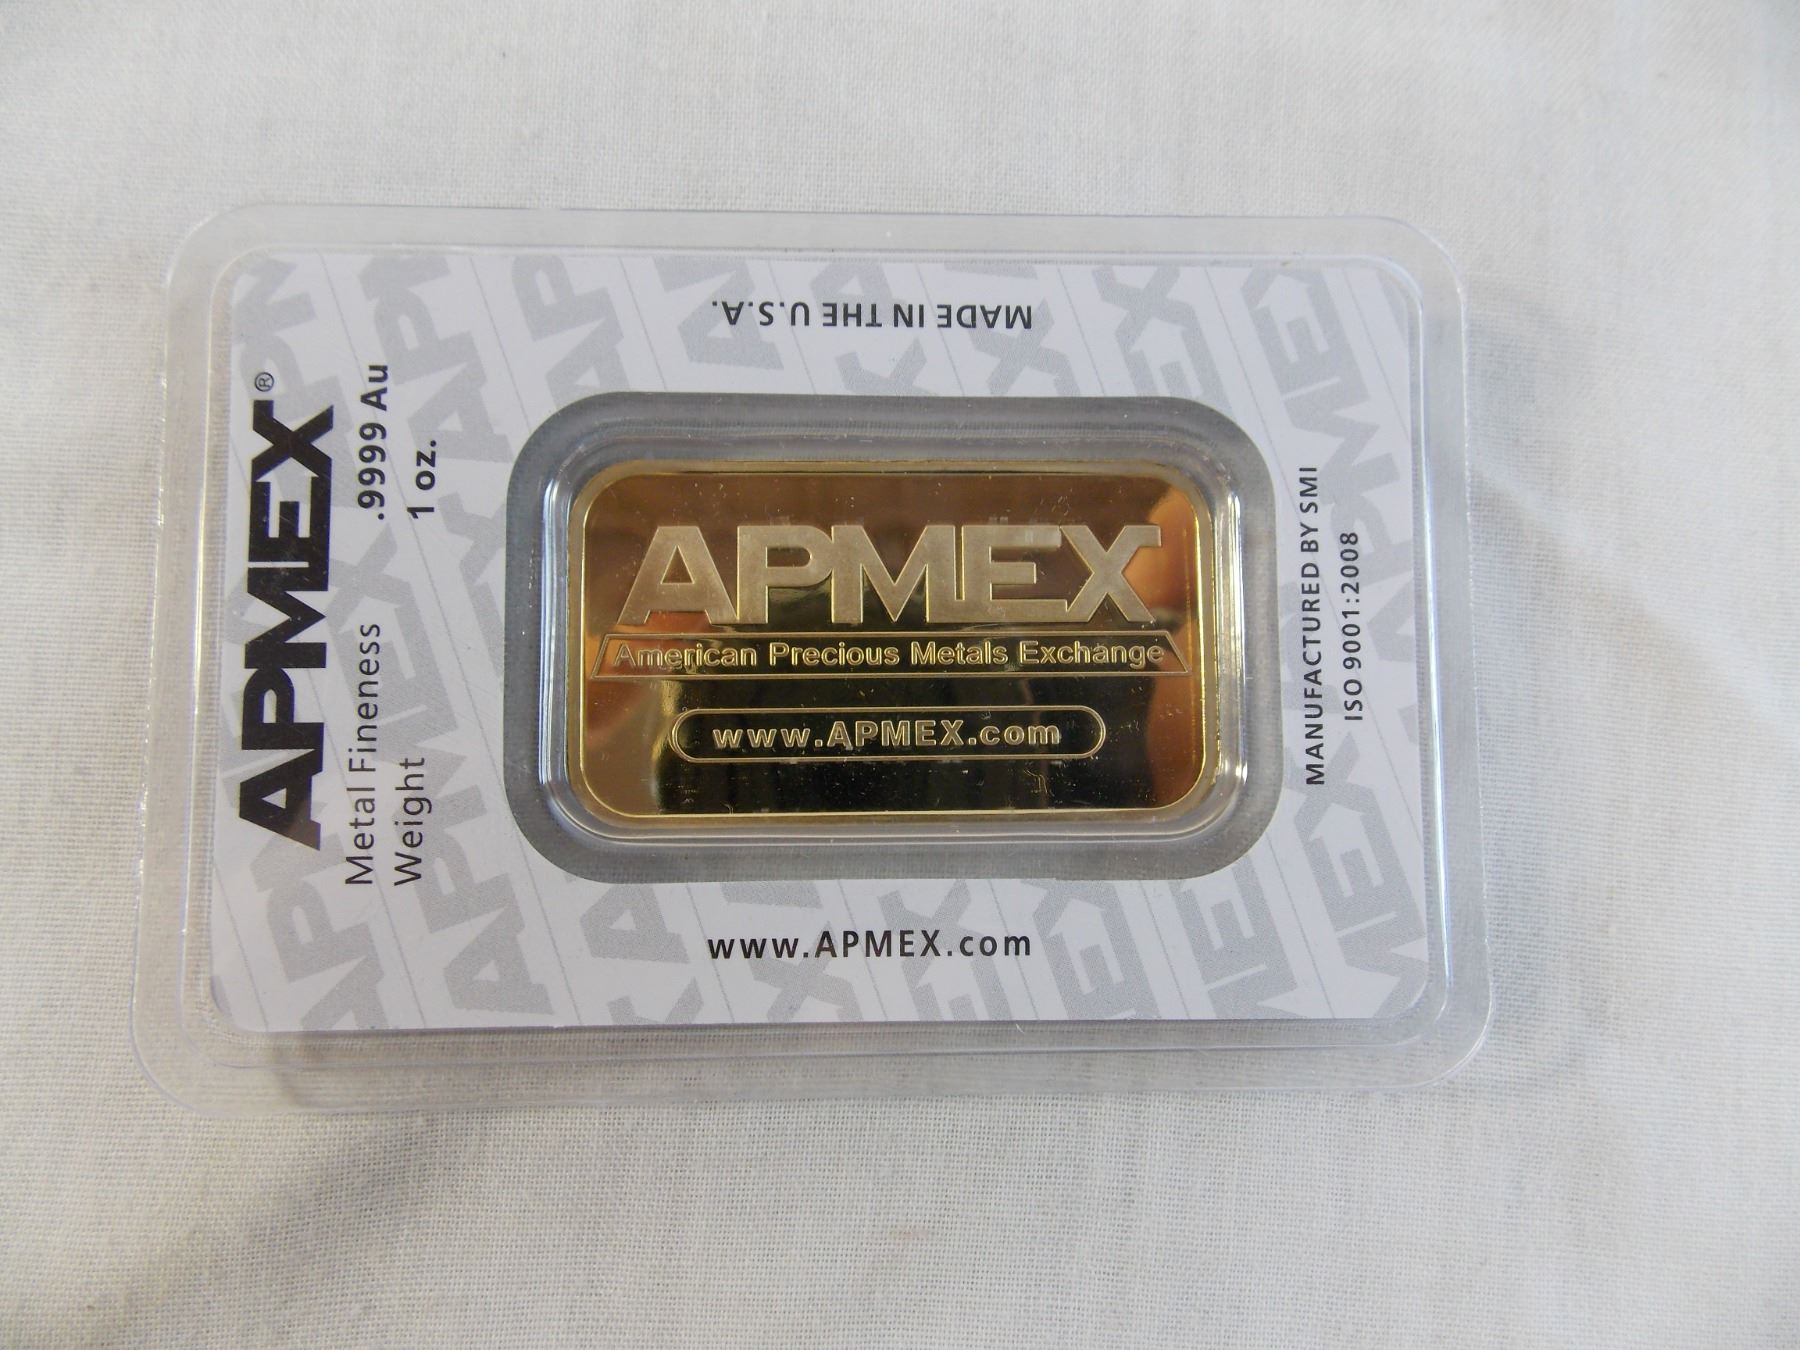 APMEX®
Metal Fineness .9999 Au
Weight 1 oz.
MADE IN THE U.S.A.
APMEX
American Precious Metals Exchange
www.APMEX.com
www.APMEX.com
MANUFACTURED BY SMI
ISO 9001:2008